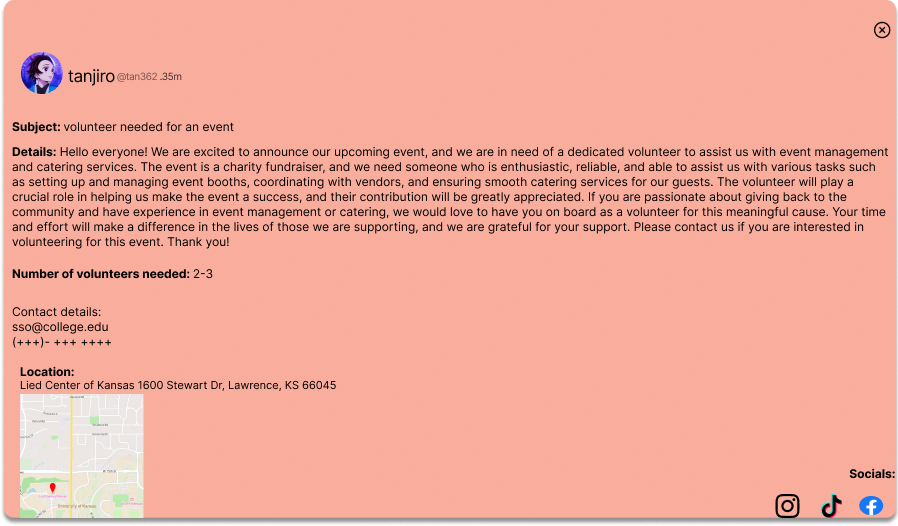 tanjiro @tan362 .35m
Subject: volunteer needed for an event
Details: Hello everyone! We are excited to announce our upcoming event, and we are in need of a dedicated volunteer to assist us with event management
and catering services. The event is a charity fundraiser, and we need someone who is enthusiastic, reliable, and able to assist us with various tasks such
as setting up and managing event booths, coordinating with vendors, and ensuring smooth catering services for our guests. The volunteer will play a
crucial role in helping us make the event a success, and their contribution will be greatly appreciated. If you are passionate about giving back to the
community and have experience in event management or catering, we would love to have you on board as a volunteer for this meaningful cause. Your time
and effort will make a difference in the lives of those we are supporting, and we are grateful for your support. Please contact us if you are interested in
volunteering for this event. Thank you!
Number of volunteers needed: 2-3
Contact details:
sso@college.edu
(+++)- +++ ++++
Location:
Lied Center of Kansas 1600 Stewart Dr, Lawrence, KS 66045
University of Kansas
Socials: